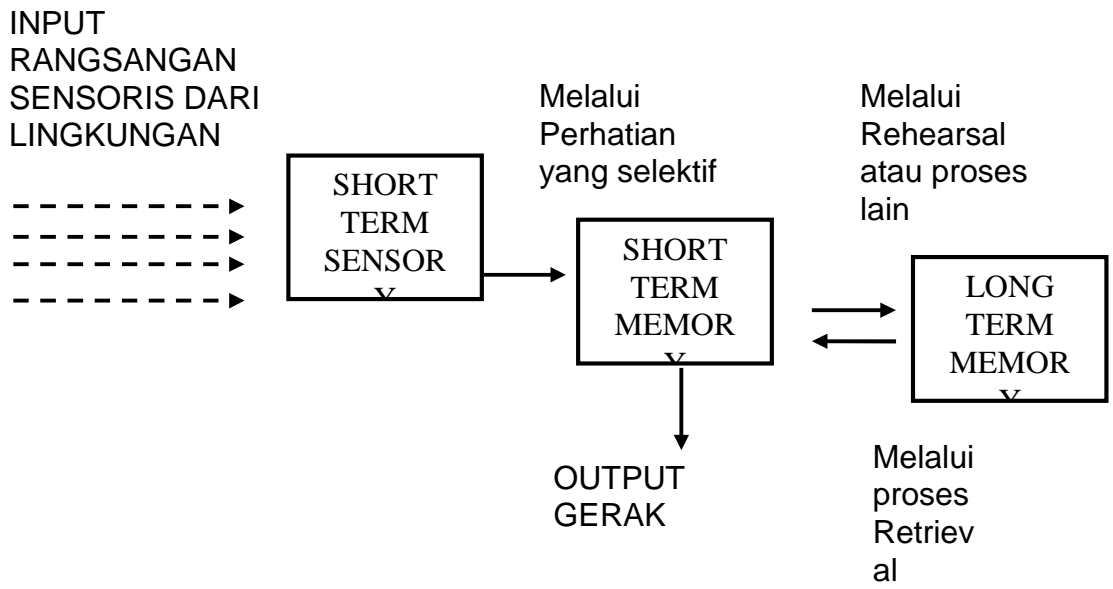 INPUT
RANGSANGAN
SENSORIS DARI
LINGKUNGAN
SHORT
TERM
SENSOR
Y
Melalui
Perhatian
yang selektif
SHORT
TERM
MEMOR
Y
OUTPUT
GERAK
Melalui
Rehearsal
atau proses
lain
LONG
TERM
MEMOR
Y
Melalui
proses
Retriev
al